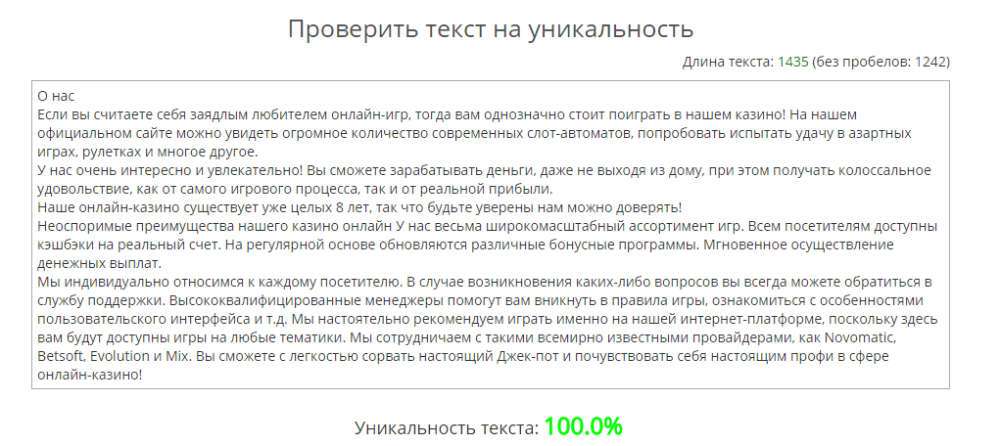 Проверить текст на уникальность
Длина текста: 1435 (без пробелов: 1242)
О нас
Если вы считаете себя заядлым любителем онлайн-игр, тогда вам однозначно стоит поиграть в нашем казино! На нашем
официальном сайте можно увидеть огромное количество современных слот-автоматов, попробовать испытать удачу в азартных
играх, рулетках и многое другое.
У нас очень интересно и увлекательно! Вы сможете зарабатывать деньги, даже не выходя из дому, при этом получать колоссальное
удовольствие, как от самого игрового процесса, так и от реальной прибыли.
Наше онлайн-казино существует уже целых 8 лет, так что будьте уверены нам можно доверять!
Неоспоримые преимущества нашего казино онлайн У нас весьма широкомасштабный ассортимент игр. Всем посетителям доступны
кэшбэки на реальный счет. На регулярной основе обновляются различные бонусные программы. Мгновенное осуществление
денежных выплат.
Мы индивидуально относимся к каждому посетителю. В случае возникновения каких-либо вопросов вы всегда можете обратиться в
службу поддержки. Высококвалифицированные менеджеры помогут вам вникнуть в правила игры, ознакомиться с особенностями
пользовательского интерфейса и т.д. Мы настоятельно рекомендуем играть именно на нашей интернет-платформе, поскольку здесь
вам будут доступны игры на любые тематики. Мы сотрудничаем с такими всемирно известными провайдерами, как Novomatic,
Betsoft, Evolution и Mix. Вы сможете с легкостью сорвать настоящий Джек-пот и почувствовать себя настоящим профи в сфере
онлайн-казино!
Уникальность текста: 100.0%